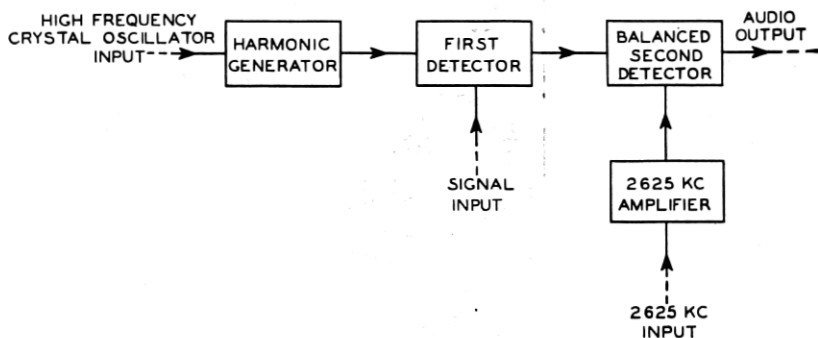 HIGH FREQUENCY
CRYSTAL OSCILLATOR
INPUT
HARMONIC
GENERATOR
FIRST
DETECTOR
BALANCED
SECOND
DETECTOR
AUDIO
OUTPUT
SIGNAL
INPUT
2625 KC
AMPLIFIER
2625 KC
INPUT